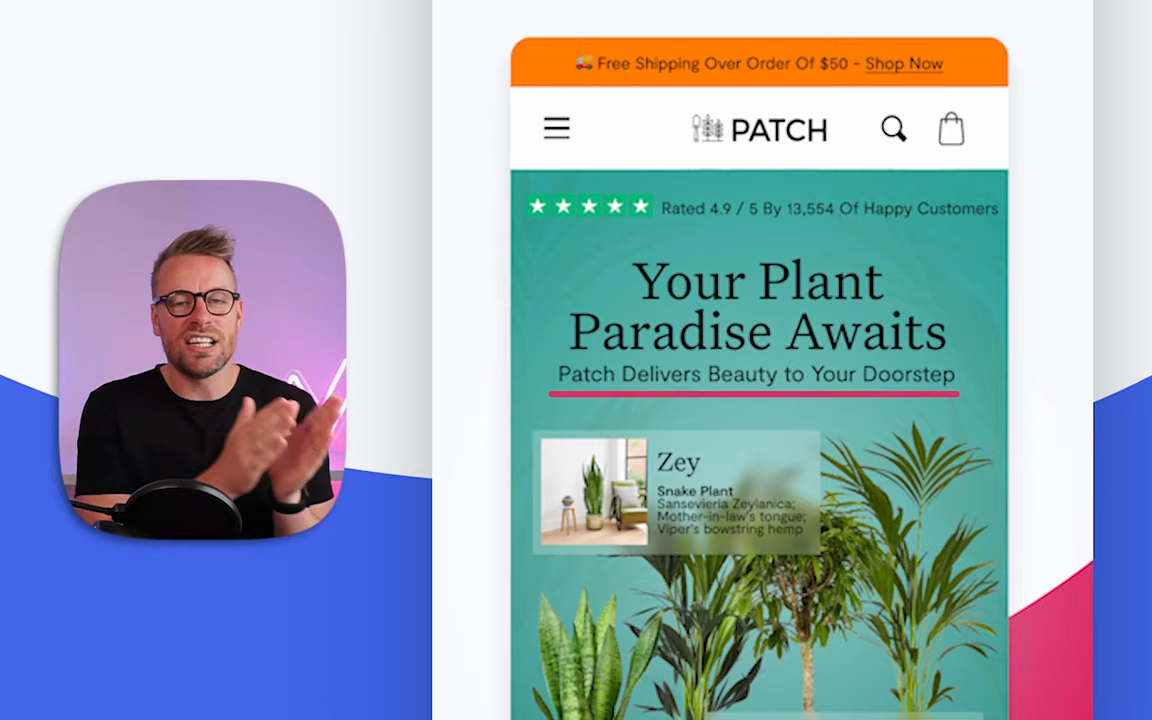 Free Shipping Over Order Of $50 - Shop Now
PATCH
Rated 4.9 / 5 By 13,554 Of Happy Customers
Your Plant
Paradise Awaits
Patch Delivers Beauty to Your Doorstep
Zey
Snake Plant
Sansevieria Zeylanica;
Mother-in-law's tongue;
Viper's bowstring hemp